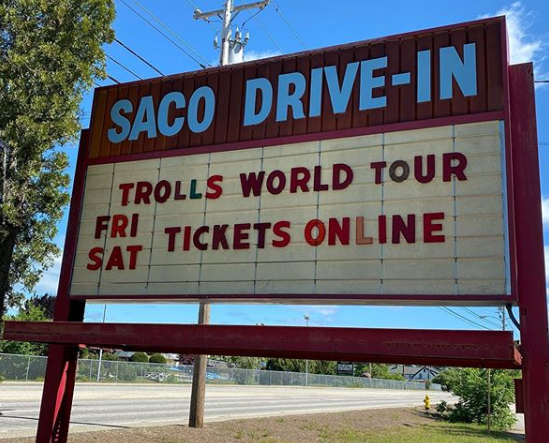 SACO DRIVE-IN
TROLLS WORLD TOUR
FRI
SAT TICKETS ONLINE